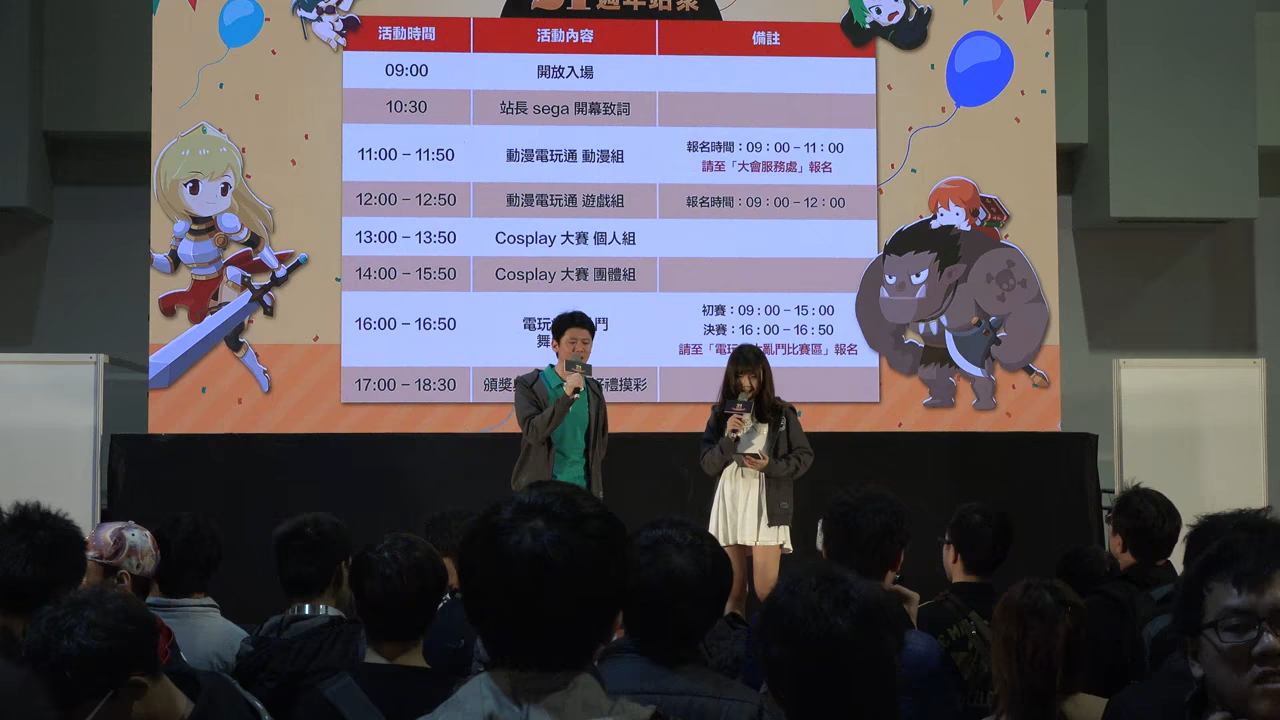 週年站聚
活動時間 活動內容 備註
09:00 開放入場
10:30 站長 sega 開幕致詞
11:00 – 11:50 動漫電玩通 動漫組 報名時間：09：00 – 11：00
請至「大會服務處」報名
12:00 – 12:50 動漫電玩通 遊戲組 報名時間：09：00 – 12：00
13:00 – 13:50 Cosplay 大賽 個人組
14:00 – 15:50 Cosplay 大賽 團體組
初賽：09：00 – 15：00
16:00 – 16:50 電玩 鬥 決賽：16：00 – 16：50
舞 請至「電玩 亂鬥比賽區」報名
17:00 – 18:30 頒獎 禮摸彩